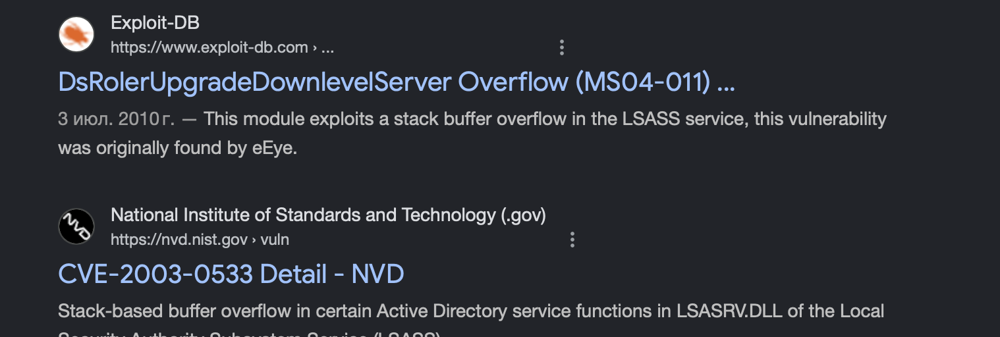 Exploit-DB
https://www.exploit-db.com › ...
DsRolerUpgradeDownlevelServer Overflow (MS04-011) ...
3 июл. 2010 г. — This module exploits a stack buffer overflow in the LSASS service, this vulnerability
was originally found by eEye.
NVD
National Institute of Standards and Technology (.gov)
https://nvd.nist.gov › vuln
CVE-2003-0533 Detail - NVD
Stack-based buffer overflow in certain Active Directory service functions in LSASRV.DLL of the Local
Security Authority Subsystem Service (LSASS)